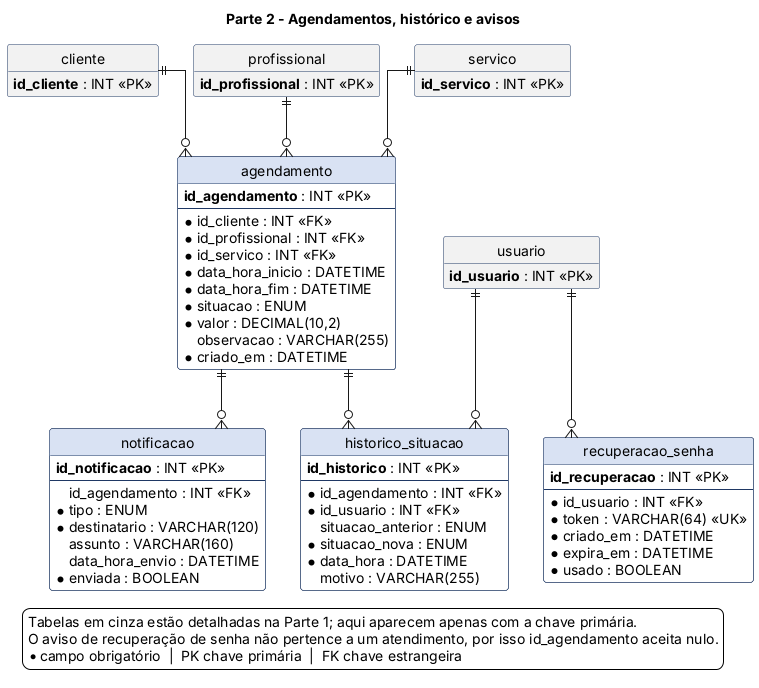 Parte 2 - Agendamentos, histórico e avisos
cliente
id_cliente : INT «PK»
profissional
id_profissional : INT «PK»
servico
id_servico : INT «PK»
agendamento
id_agendamento : INT «PK»
• id_cliente : INT «FK»
• id_profissional : INT «FK»
• id_servico : INT «FK»
• data_hora_inicio : DATETIME
• data_hora_fim : DATETIME
• situacao : ENUM
• valor : DECIMAL(10,2)
observacao : VARCHAR(255)
• criado_em : DATETIME
usuario
id_usuario : INT «PK»
notificacao
id_notificacao : INT «PK»
id_agendamento : INT «FK»
• tipo : ENUM
• destinatario : VARCHAR(120)
assunto : VARCHAR(160)
data_hora_envio : DATETIME
• enviada : BOOLEAN
historico_situacao
id_historico : INT «PK»
• id_agendamento : INT «FK»
• id_usuario : INT «FK»
situacao_anterior : ENUM
• situacao_nova : ENUM
• data_hora : DATETIME
motivo : VARCHAR(255)
recuperacao_senha
id_recuperacao : INT «PK»
• id_usuario : INT «FK»
• token : VARCHAR(64) «UK»
• criado_em : DATETIME
• expira_em : DATETIME
• usado : BOOLEAN
Tabelas em cinza estão detalhadas na Parte 1; aqui aparecem apenas com a chave primária.
O aviso de recuperação de senha não pertence a um atendimento, por isso id_agendamento aceita nulo.
• campo obrigatório | PK chave primária | FK chave estrangeira